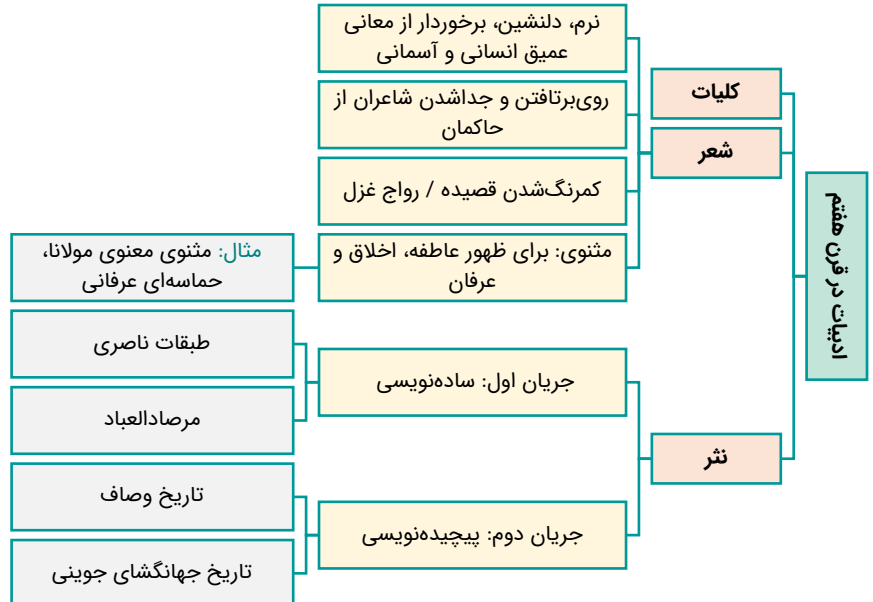 ادبیات در قرن هفتم
کلیات
شعر
نرم، دلنشین، برخوردار از معانی
عمیق انسانی و آسمانی
روی‌برتافتن و جداشدن شاعران از
حاکمان
کمرنگ‌شدن قصیده / رواج غزل
مثنوی: برای ظهور عاطفه، اخلاق و
عرفان
مثال: مثنوی معنوی مولانا،
حماسه‌ای عرفانی
نثر
جریان اول: ساده‌نویسی
طبقات ناصری
مرصادالعباد
جریان دوم: پیچیده‌نویسی
تاریخ وصاف
تاریخ جهانگشای جوینی